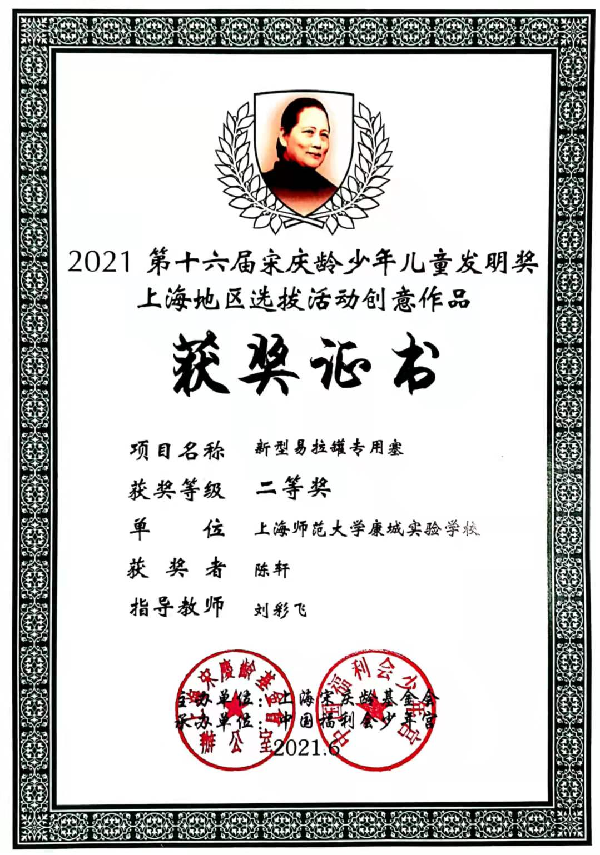 2021 第十六届宋庆龄少年儿童发明奖
上海地区选拔活动创意作品
获奖证书
项目名称 新型易拉罐专用塞
获奖等级 二等奖
单位 上海师范大学康城实验学校
获奖者 陈轩
指导教师 刘彩飞
主办单位：上海宋庆龄基金会
承办单位：中国福利会少年宫
2021.6
上海宋慶齡基金會
辦公室
中国福利会少年宫